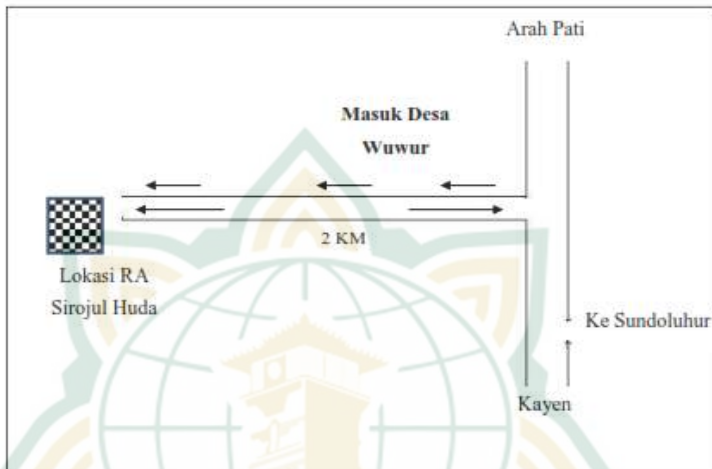 Arah Pati
Masuk Desa
Wuwur
2 KM
Lokasi RA
Sirojul Huda
Ke Sundoluhur
Kayen